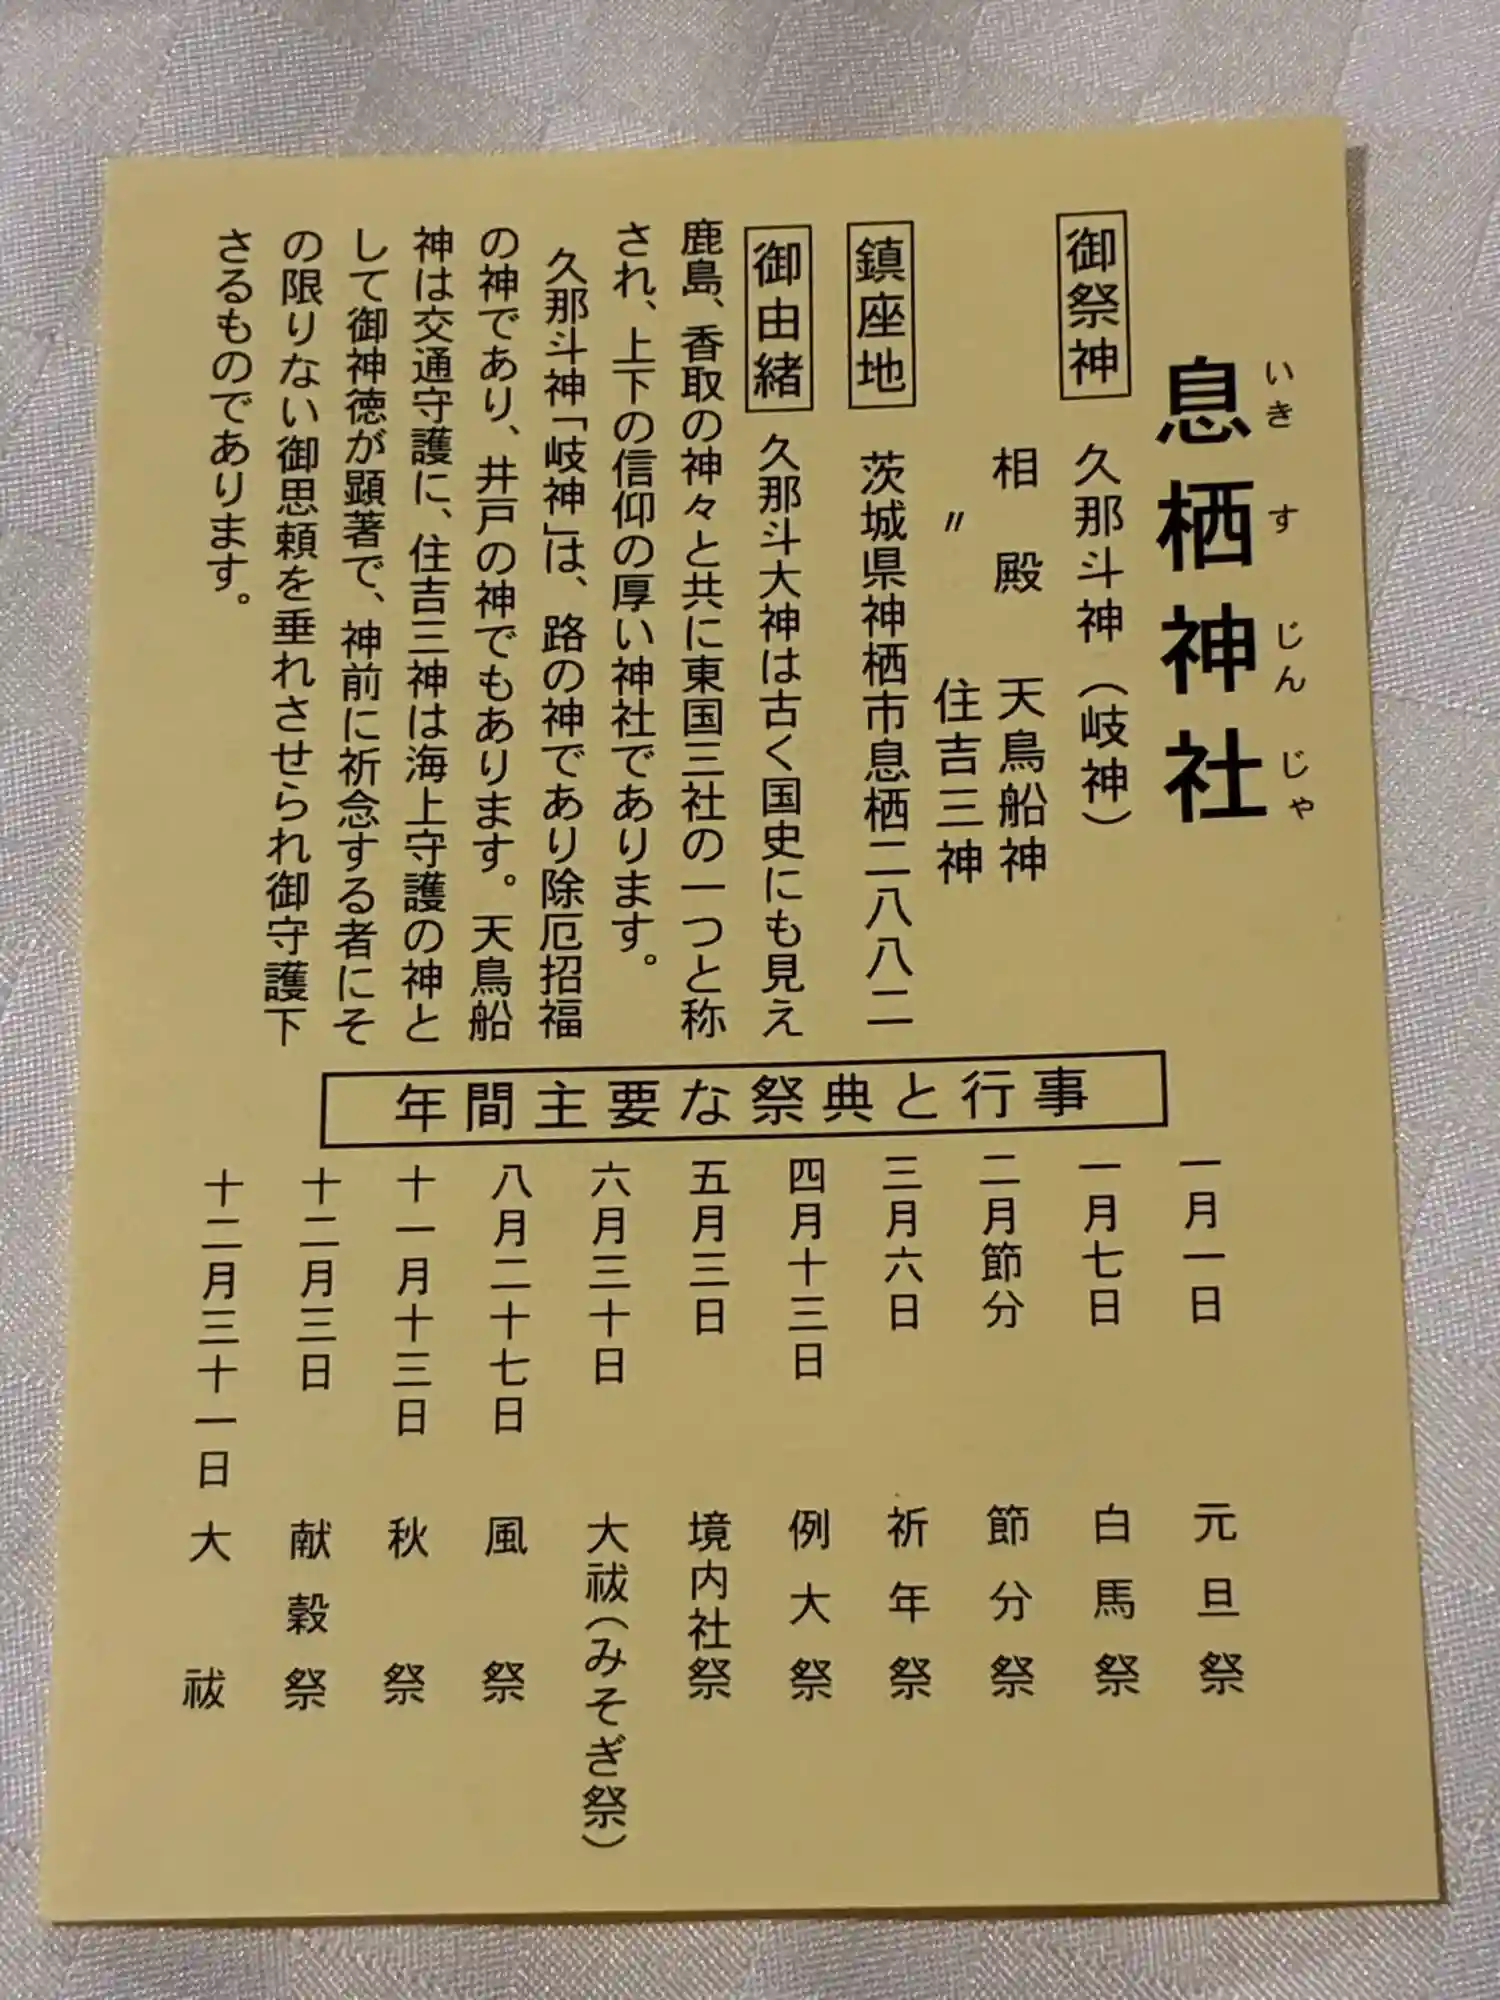 息栖神社
いきすじんじゃ
御祭神
久那斗神（岐神）
相殿 天鳥船神
〃 住吉三神
鎮座地
茨城県神栖市息栖二八八二
御由緒
久那斗大神は古く国史にも見え
鹿島、香取の神々と共に東国三社の一つと称
され、上下の信仰の厚い神社であります。
久那斗神「岐神」は、路の神であり除厄招福
の神であり、井戸の神でもあります。天鳥船
神は交通守護に、住吉三神は海上守護の神と
して御神徳が顕著で、神前に祈念する者にそ
の限りない御思頼を垂れさせられ御守護下
さるものであります。
年間主要な祭典と行事
一月一日 元旦祭
一月七日 白馬祭
二月節分 節分祭
三月六日 祈年祭
四月十三日 例大祭
五月三日 境内社祭
六月三十日 大祓（みそぎ祭）
八月二十七日 風祭
十一月十三日 秋祭
十二月三日 献穀祭
十二月三十一日 大祓